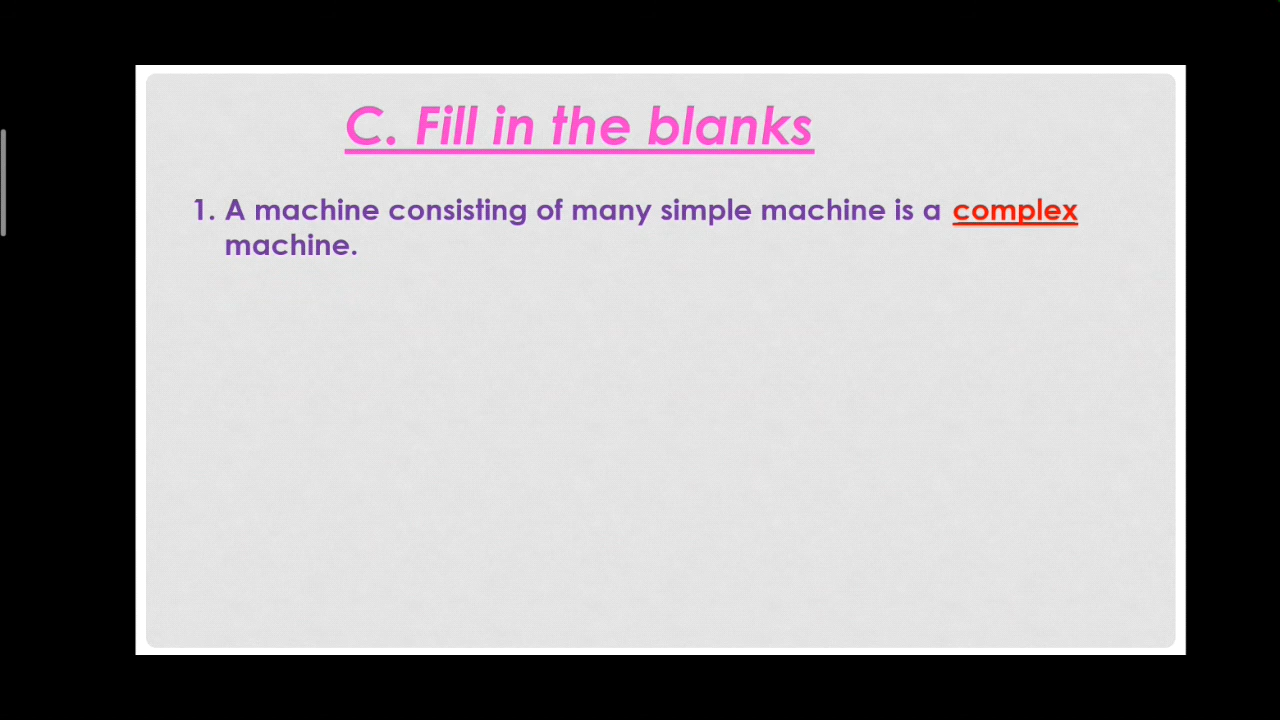 C. Fill in the blanks
1. A machine consisting of many simple machine is a complex
machine.